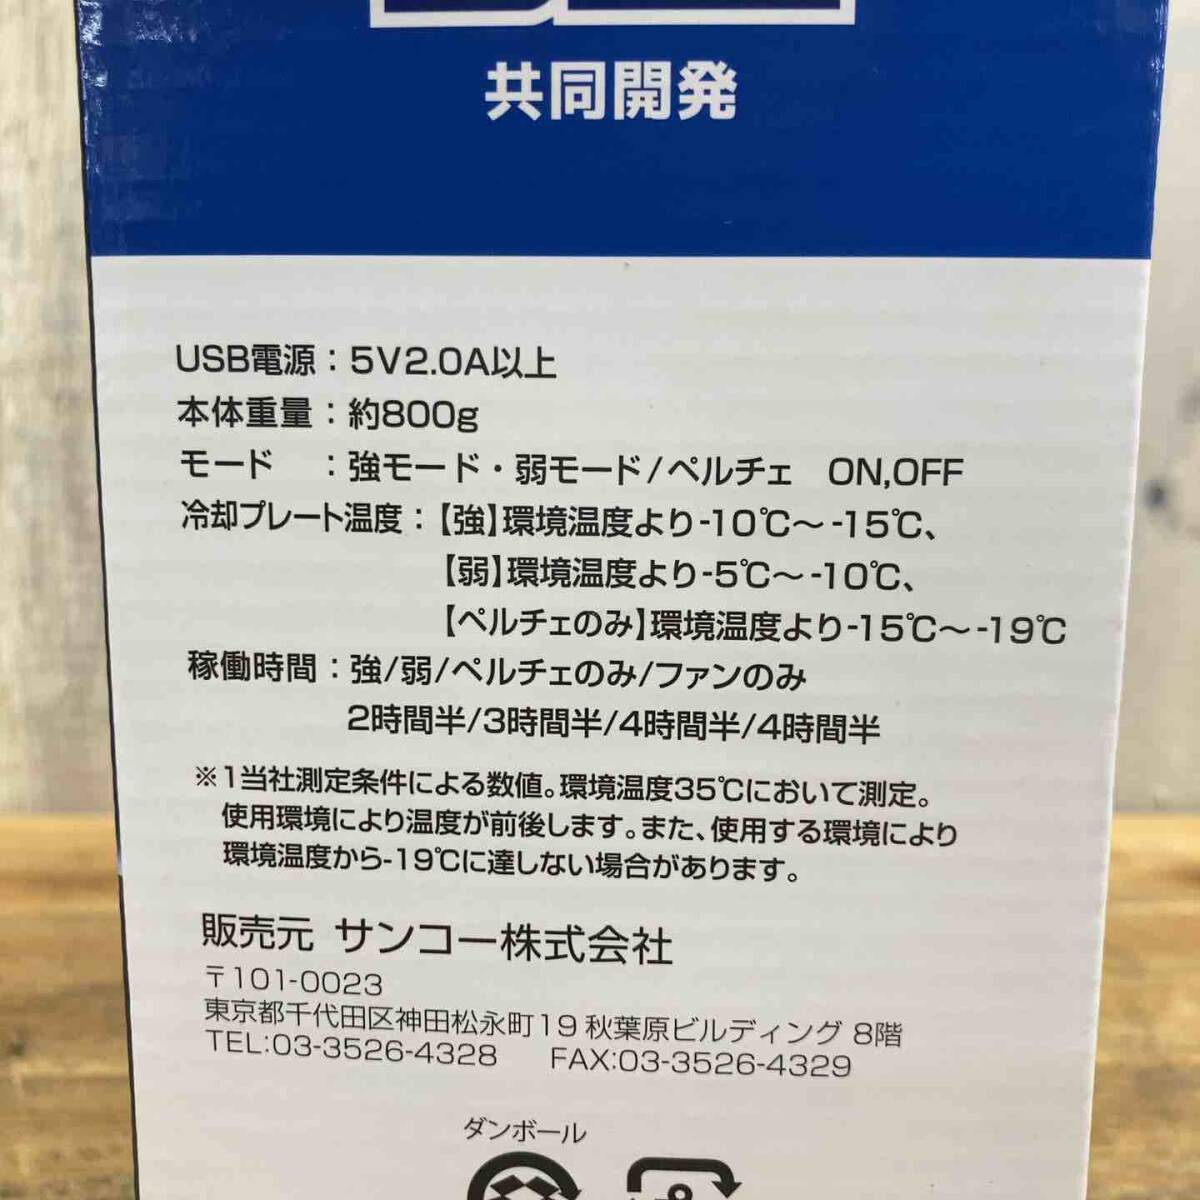 共同開発
USB電源：5V2.0A以上
本体重量：約800g
モード　：強モード・弱モード/ペルチェ　ON,OFF
冷却プレート温度：【強】環境温度より-10℃～-15℃、
【弱】環境温度より-5℃～-10℃、
【ペルチェのみ】環境温度より-15℃～-19℃
稼働時間：強/弱/ペルチェのみ/ファンのみ
2時間半/3時間半/4時間半/4時間半
※1当社測定条件による数値。環境温度35℃において測定。
使用環境により温度が前後します。また、使用する環境により
環境温度から-19℃に達しない場合があります。
販売元 サンコー株式会社
〒101-0023
東京都千代田区神田松永町19 秋葉原ビルディング 8階
TEL:03-3526-4328　FAX:03-3526-4329
ダンボール